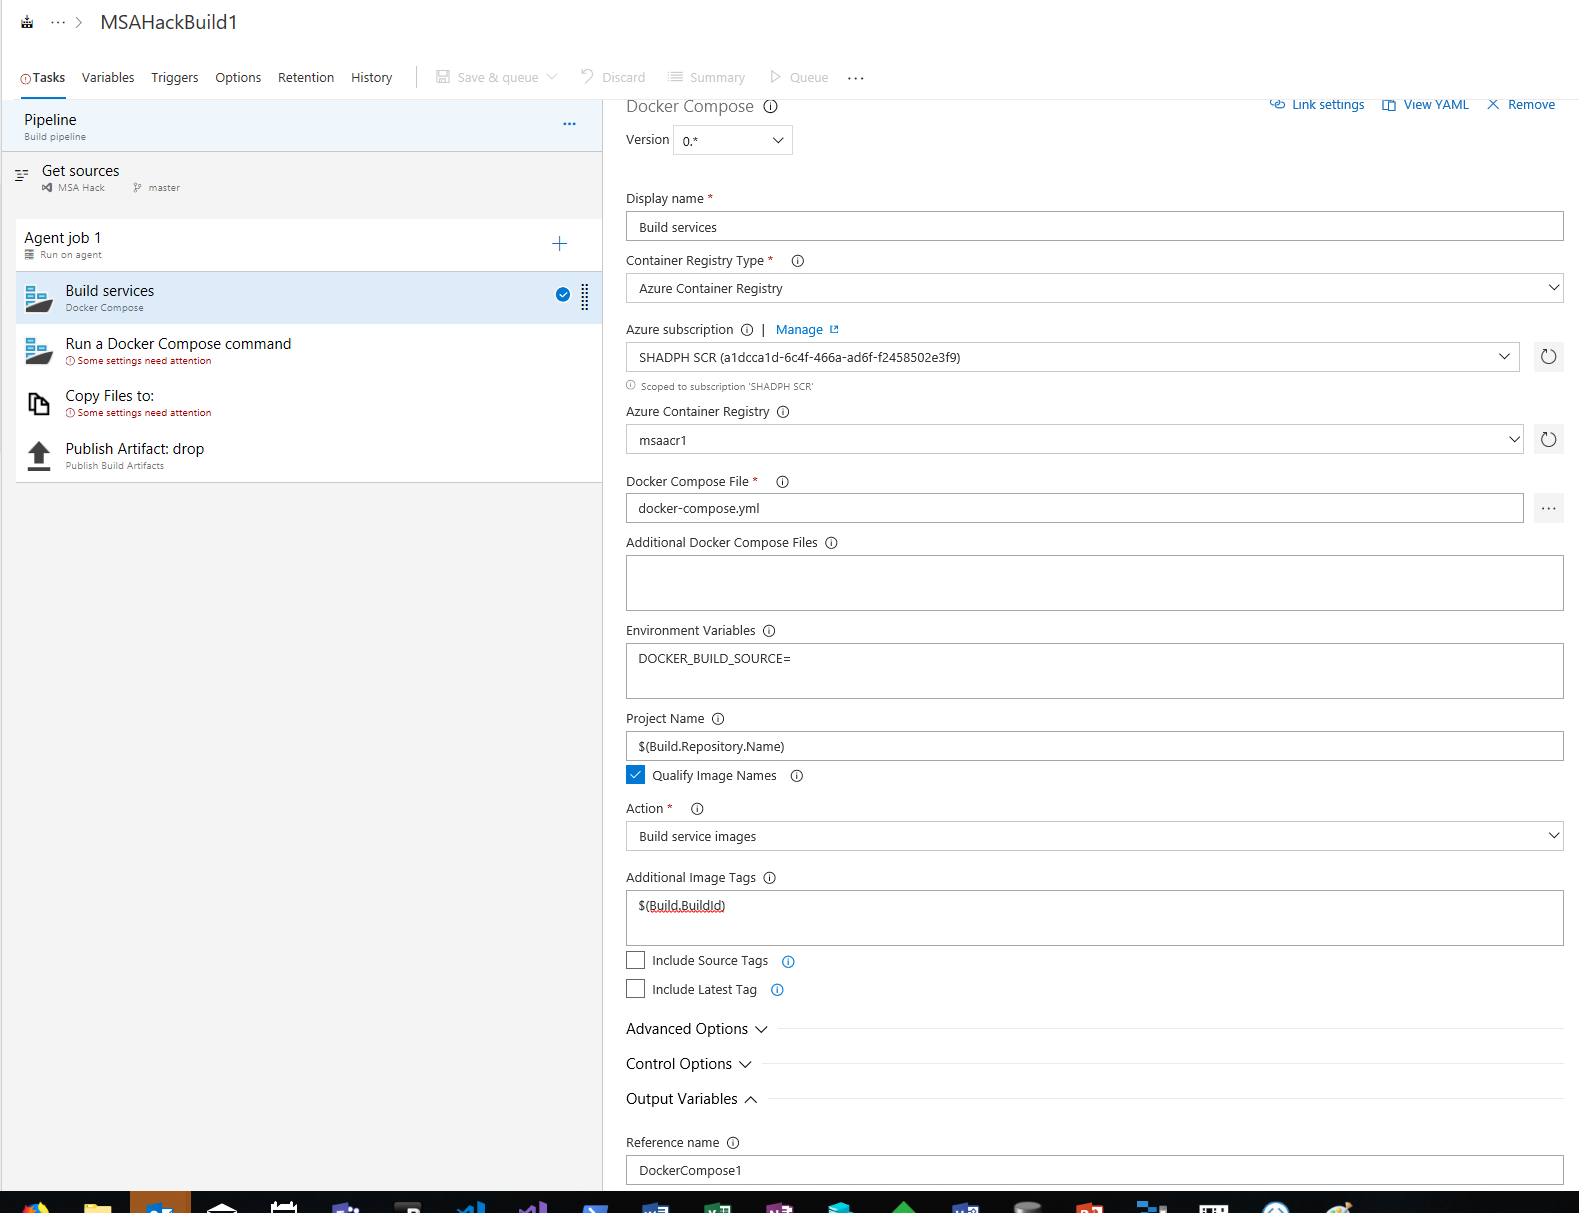 MSAHackBuild1
Tasks Variables Triggers Options Retention History Save & queue Discard Summary Queue
Pipeline
Build pipeline
Get sources
MSA Hack master
Agent job 1
Run on agent
Build services
Docker Compose
Run a Docker Compose command
Some settings need attention
Copy Files to:
Some settings need attention
Publish Artifact: drop
Publish Build Artifacts
Docker Compose
Link settings View YAML Remove
Version 0.*
Display name *
Build services
Container Registry Type *
Azure Container Registry
Azure subscription | Manage
SHADPH SCR (a1dcca1d-6c4f-466a-ad6f-f2458502e3f9)
Scoped to subscription 'SHADPH SCR'
Azure Container Registry
msaacr1
Docker Compose File *
docker-compose.yml
Additional Docker Compose Files
Environment Variables
DOCKER_BUILD_SOURCE=
Project Name
$(Build.Repository.Name)
Qualify Image Names
Action *
Build service images
Additional Image Tags
$(Build.BuildId)
Include Source Tags
Include Latest Tag
Advanced Options
Control Options
Output Variables
Reference name
DockerCompose1